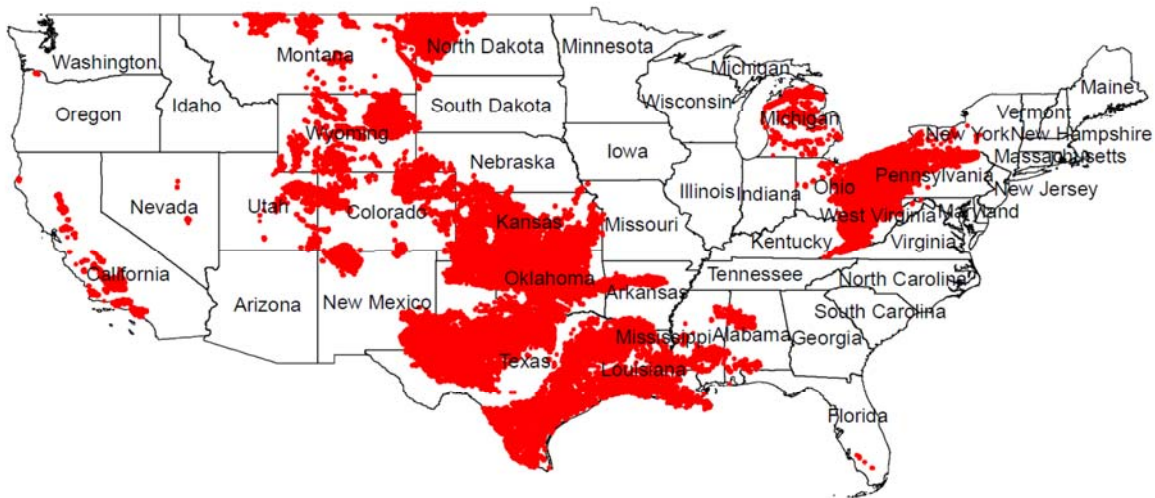 Washington
Montana
North Dakota
Minnesota
Michigan
Maine
Oregon
Idaho
South Dakota
Wisconsin
Michigan
Vermont
Wyoming
New York
New Hampshire
Nebraska
Iowa
Massachusetts
Pennsylvania
Nevada
Utah
Colorado
Kansas
Missouri
Illinois
Indiana
Ohio
New Jersey
West Virginia
Maryland
Kentucky
Virginia
California
Arizona
New Mexico
Oklahoma
Arkansas
Tennessee
North Carolina
South Carolina
Texas
Mississippi
Alabama
Georgia
Louisiana
Florida